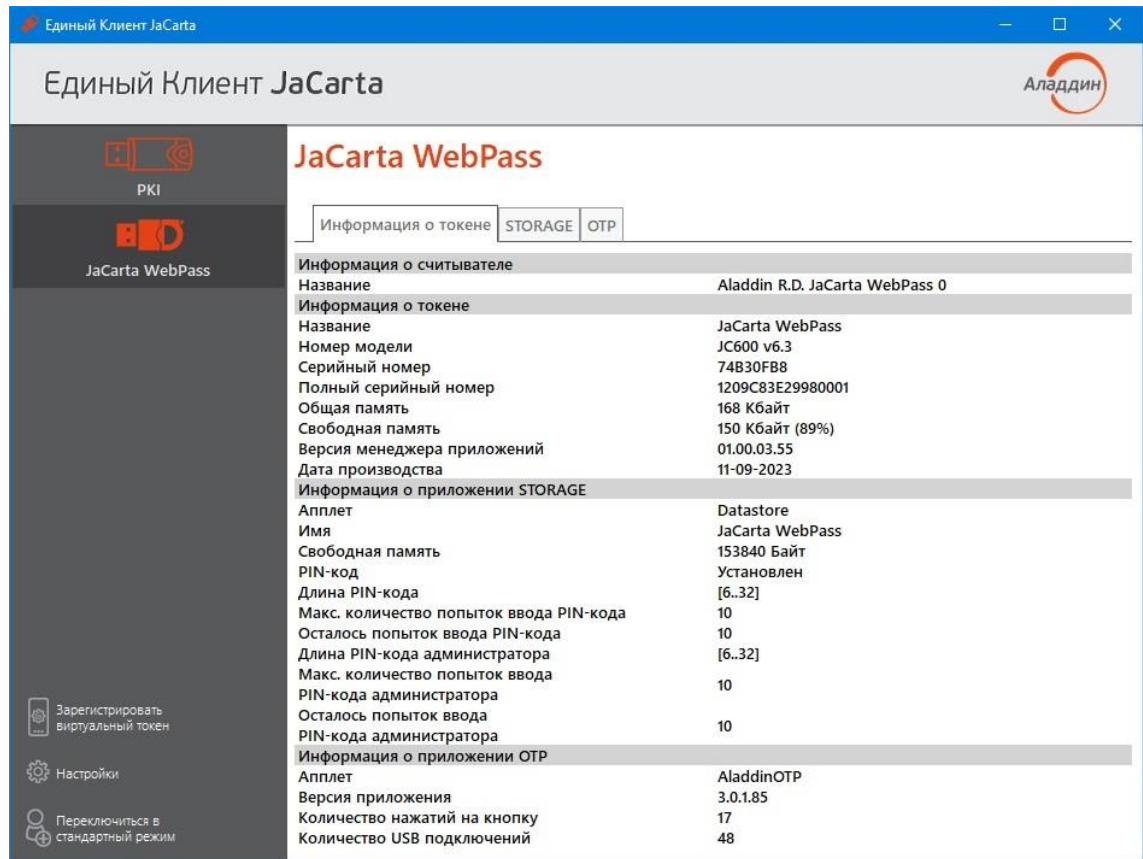 Единый Клиент JaCarta
Единый Клиент JaCarta
Аладдин
PKI
JaCarta WebPass
Зарегистрировать
виртуальный токен
Настройки
Переключиться в
стандартный режим
JaCarta WebPass
Информация о токене STORAGE OTP
Информация о считывателе
Название Aladdin R.D. JaCarta WebPass 0
Информация о токене
Название JaCarta WebPass
Номер модели JC600 v6.3
Серийный номер 74B30FB8
Полный серийный номер 1209C83E29980001
Общая память 168 Кбайт
Свободная память 150 Кбайт (89%)
Версия менеджера приложений 01.00.03.55
Дата производства 11-09-2023
Информация о приложении STORAGE
Апплет Datastore
Имя JaCarta WebPass
Свободная память 153840 Байт
PIN-код Установлен
Длина PIN-кода [6..32]
Макс. количество попыток ввода PIN-кода 10
Осталось попыток ввода PIN-кода 10
Длина PIN-кода администратора [6..32]
Макс. количество попыток ввода
PIN-кода администратора 10
Осталось попыток ввода
PIN-кода администратора 10
Информация о приложении OTP
Апплет AladdinOTP
Версия приложения 3.0.1.85
Количество нажатий на кнопку 17
Количество USB подключений 48